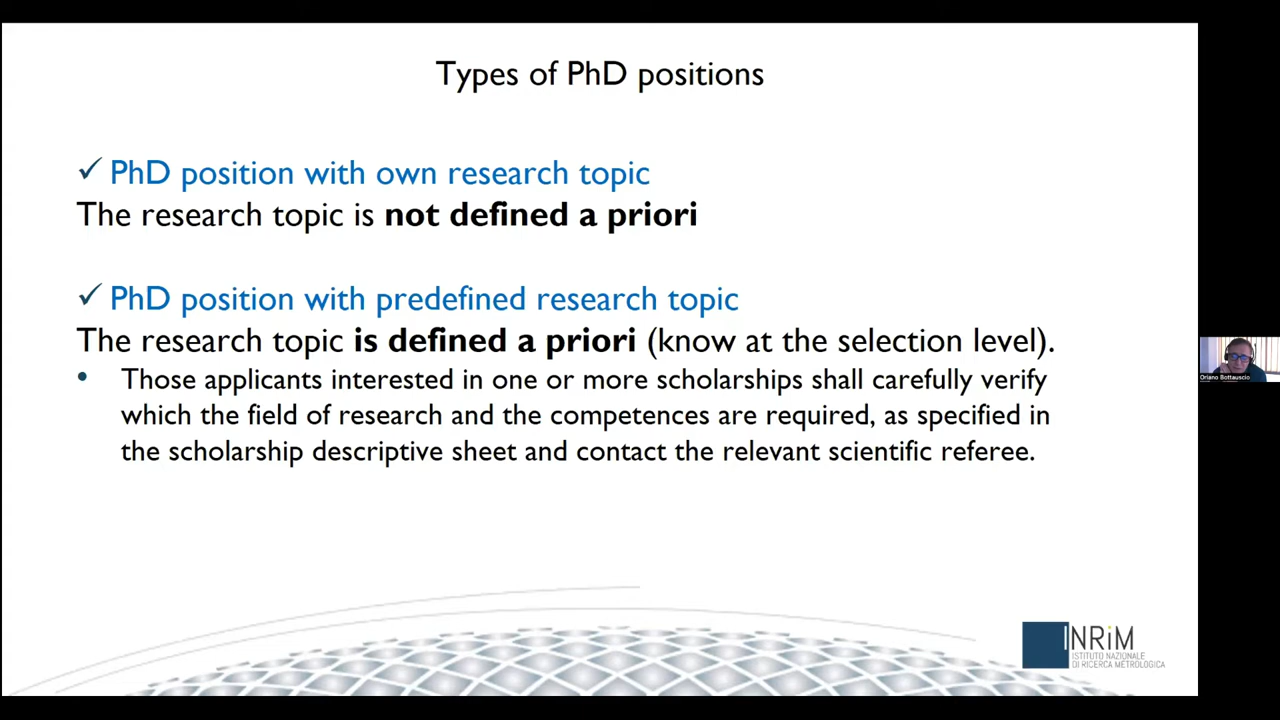 Types of PhD positions
✓ PhD position with own research topic
The research topic is not defined a priori
✓ PhD position with predefined research topic
The research topic is defined a priori (know at the selection level).
• Those applicants interested in one or more scholarships shall carefully verify
which the field of research and the competences are required, as specified in
the scholarship descriptive sheet and contact the relevant scientific referee.
Oriano Bottauscio
INRiM
ISTITUTO NAZIONALE
DI RICERCA METROLOGICA